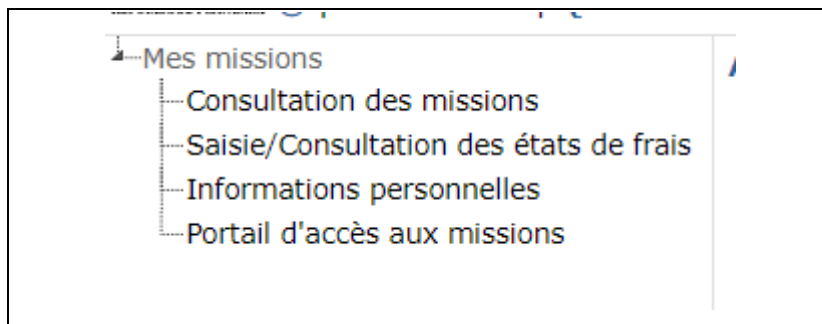 Mes missions
Consultation des missions
Saisie/Consultation des états de frais
Informations personnelles
Portail d'accès aux missions